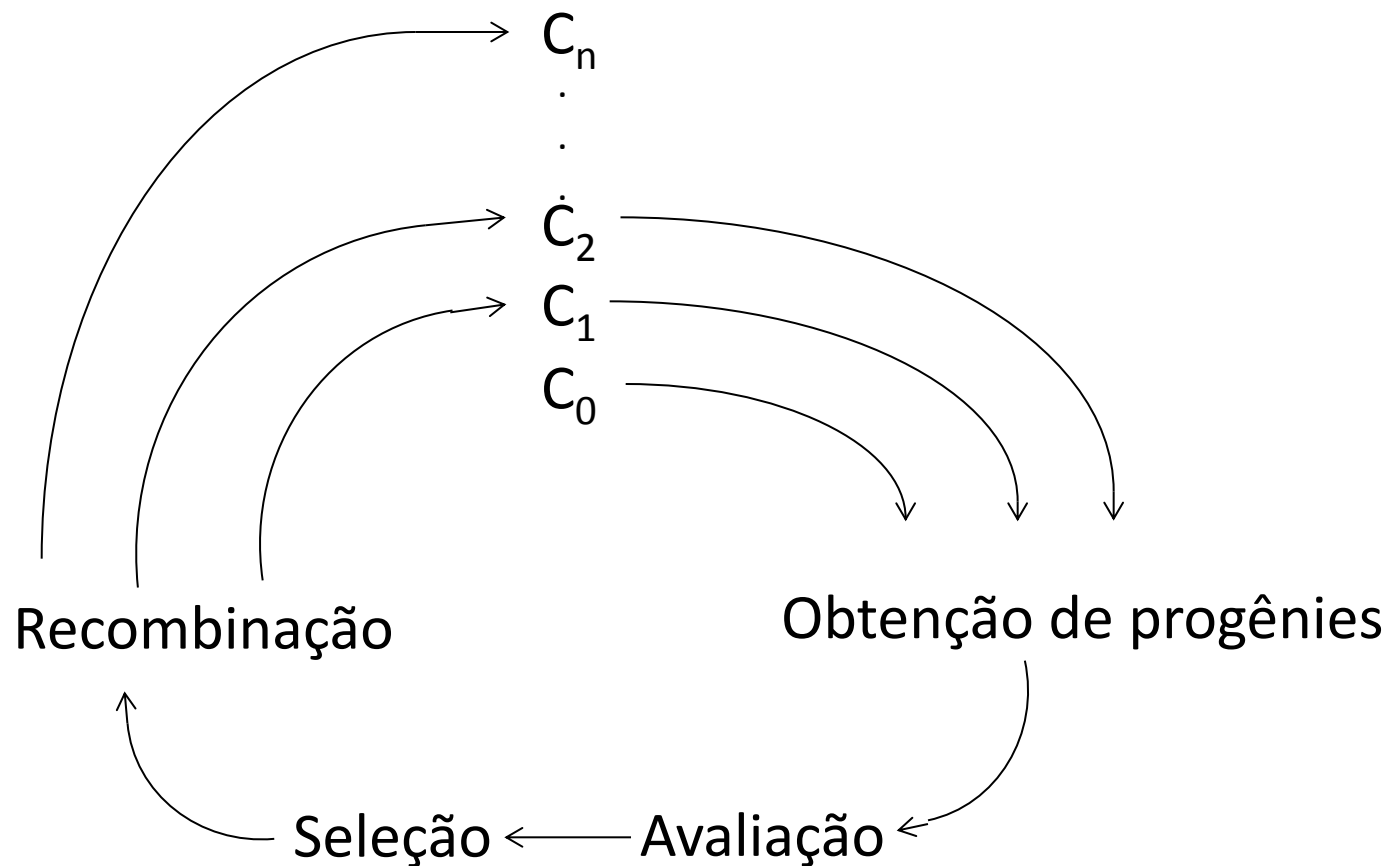 Cₙ
.
.
.
C₂
C₁
C₀
Recombinação
Obtenção de progênies
Seleção
Avaliação